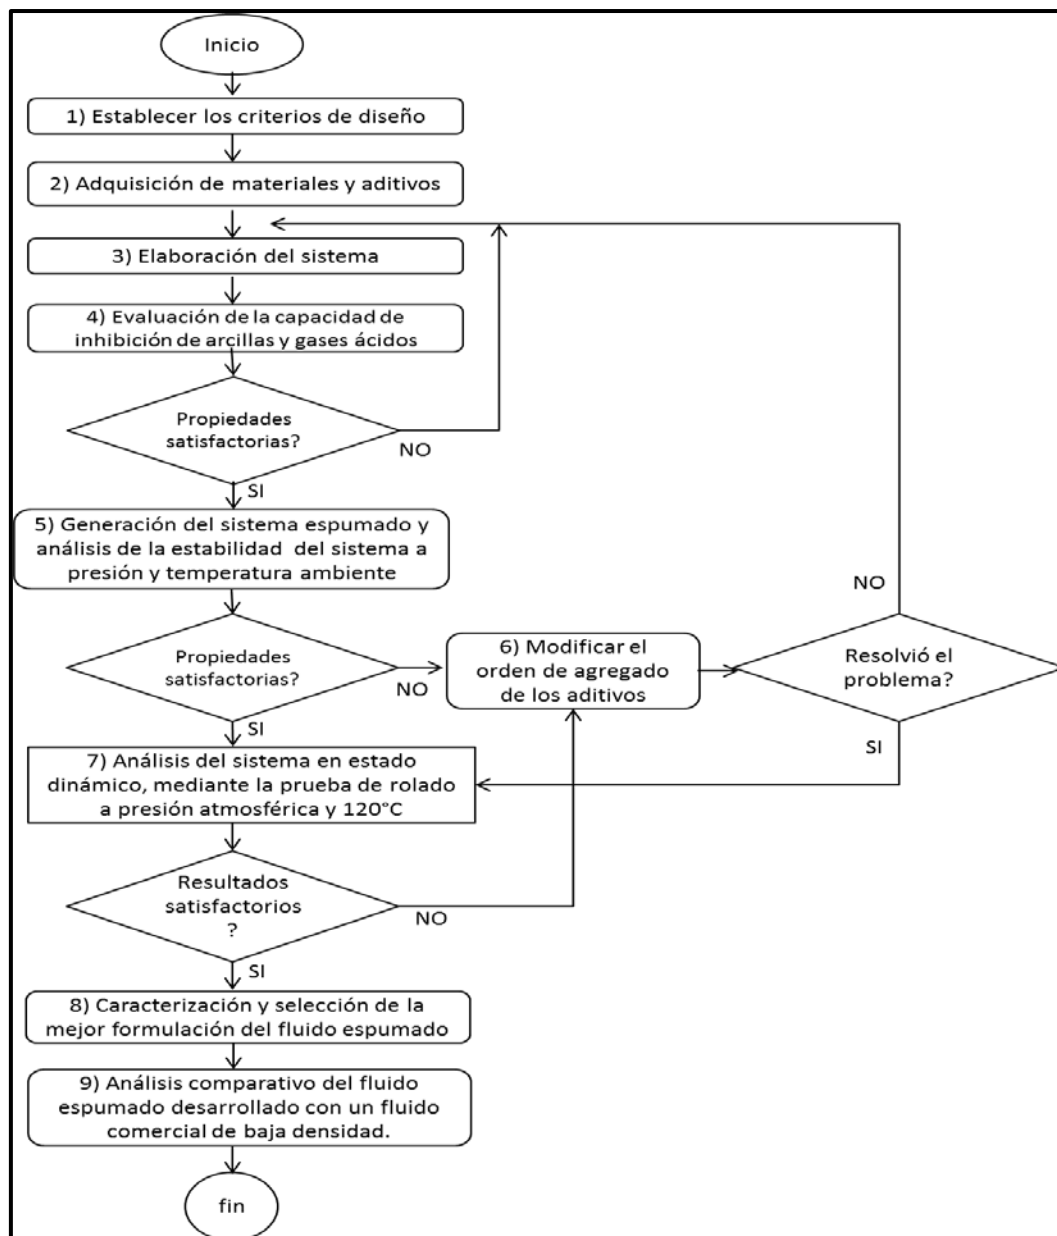 Inicio
1) Establecer los criterios de diseño
2) Adquisición de materiales y aditivos
3) Elaboración del sistema
4) Evaluación de la capacidad de
inhibición de arcillas y gases ácidos
Propiedades
satisfactorias?
NO
SI
5) Generación del sistema espumado y
análisis de la estabilidad del sistema a
presión y temperatura ambiente
Propiedades
satisfactorias?
NO
SI
6) Modificar el
orden de agregado
de los aditivos
Resolvió el
problema?
NO
SI
7) Análisis del sistema en estado
dinámico, mediante la prueba de rolado
a presión atmosférica y 120°C
Resultados
satisfactorios
?
NO
SI
8) Caracterización y selección de la
mejor formulación del fluido espumado
9) Análisis comparativo del fluido
espumado desarrollado con un fluido
comercial de baja densidad.
fin